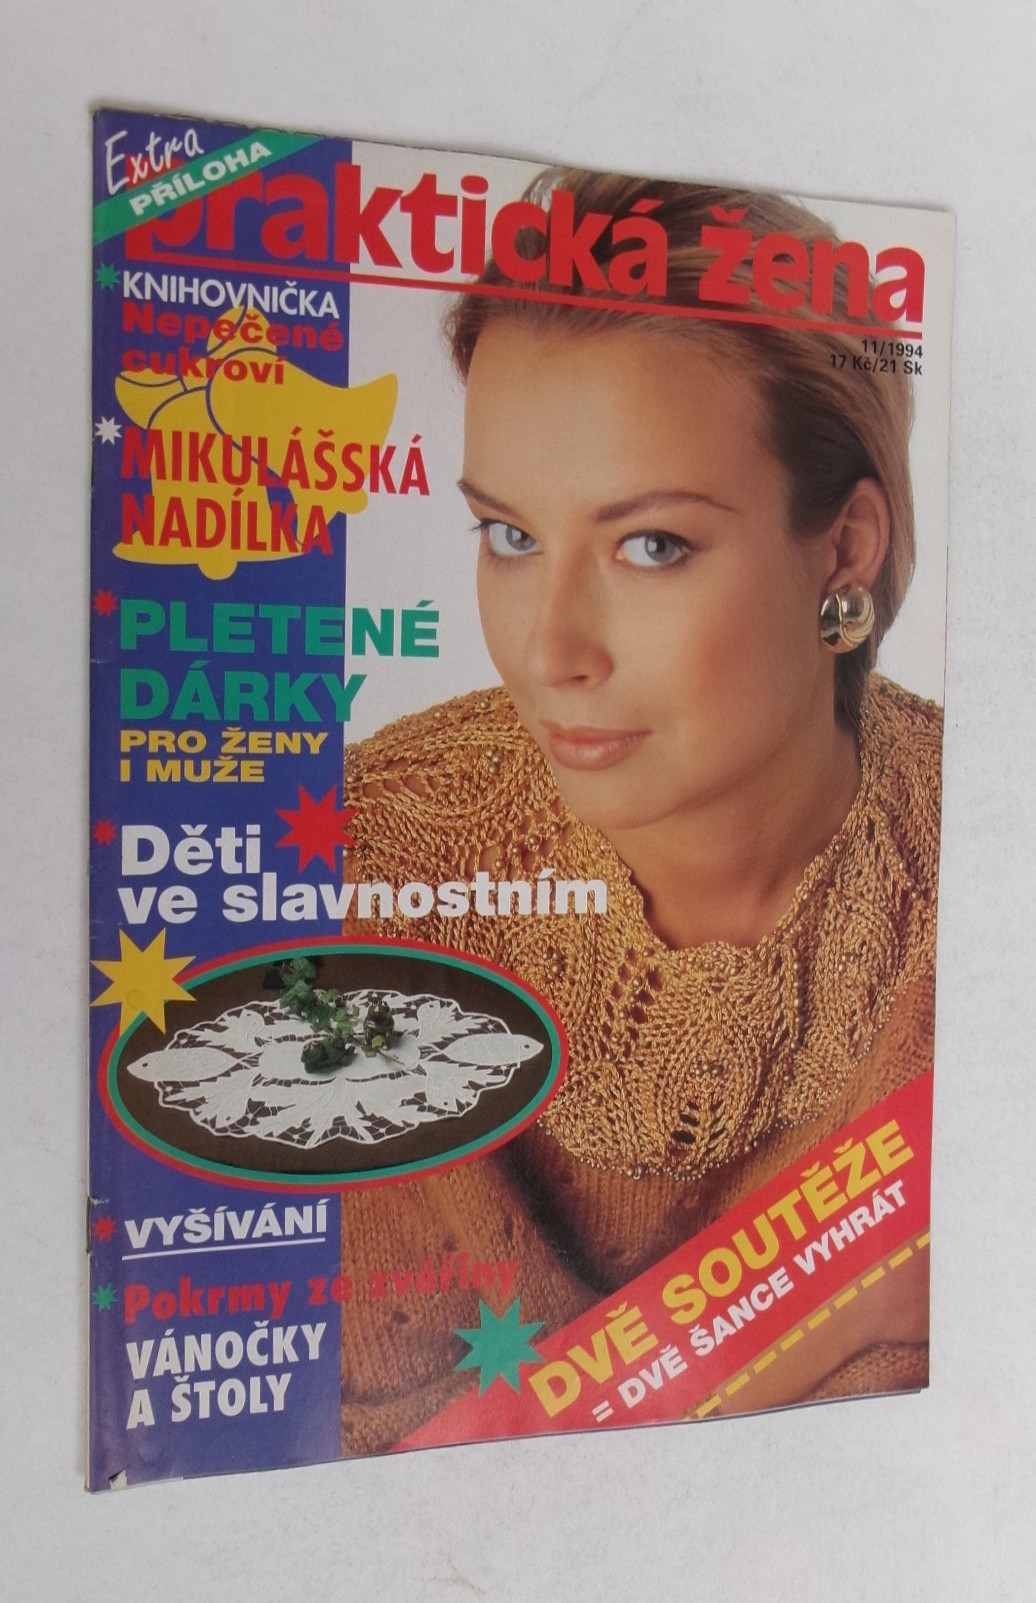 Extra
PŘÍLOHA
praktická žena
11/1994
17 Kč/21 Sk
KNIHOVNIČKA
Nepečené
cukroví
MIKULÁŠSKÁ
NADÍLKA
PLETENÉ
DÁRKY
PRO ŽENY
I MUŽE
Děti
ve slavnostním
VYŠÍVÁNÍ
Pokrmy ze zvěřiny
VÁNOČKY
A ŠTOLY
DVĚ SOUTĚŽE
= DVĚ ŠANCE VYHRÁT